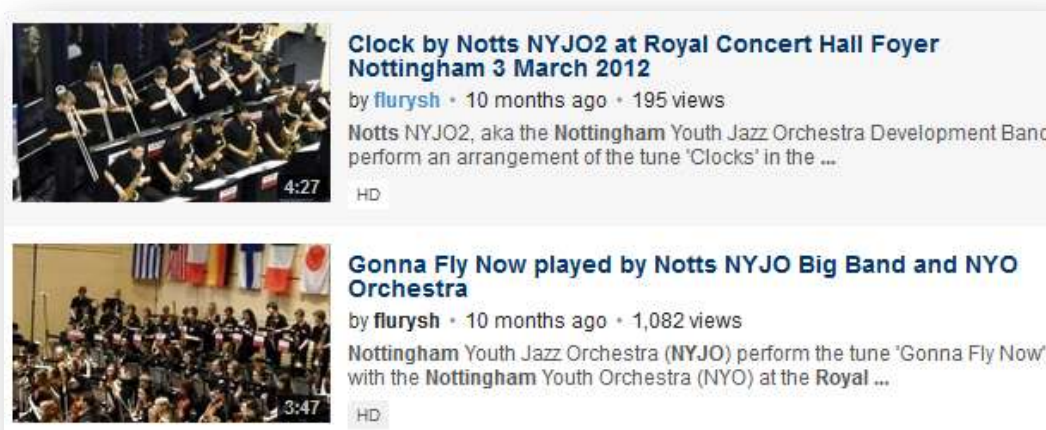 Clock by Notts NYJO2 at Royal Concert Hall Foyer
Nottingham 3 March 2012
by flurysh • 10 months ago • 195 views
Notts NYJO2, aka the Nottingham Youth Jazz Orchestra Development Band
perform an arrangement of the tune 'Clocks' in the ...
4:27
HD
Gonna Fly Now played by Notts NYJO Big Band and NYO
Orchestra
by flurysh • 10 months ago • 1,082 views
Nottingham Youth Jazz Orchestra (NYJO) perform the tune 'Gonna Fly Now'
with the Nottingham Youth Orchestra (NYO) at the Royal ...
3:47
HD